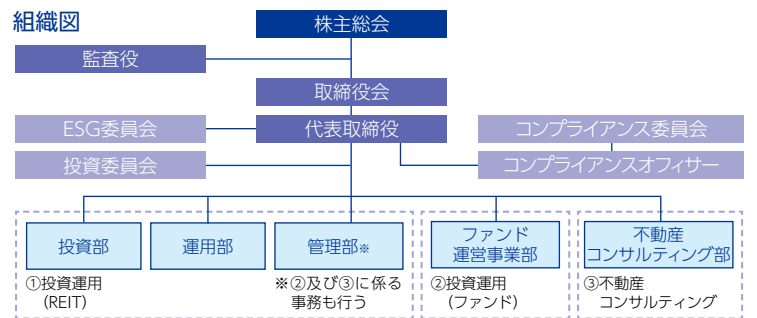 組織図
株主総会
監査役
取締役会
ESG委員会
代表取締役
コンプライアンス委員会
投資委員会
コンプライアンスオフィサー
投資部
運用部
管理部※
ファンド
運営事業部
不動産
コンサルティング部
①投資運用
(REIT)
※②及び③に係る
事務も行う
②投資運用
(ファンド)
③不動産
コンサルティング